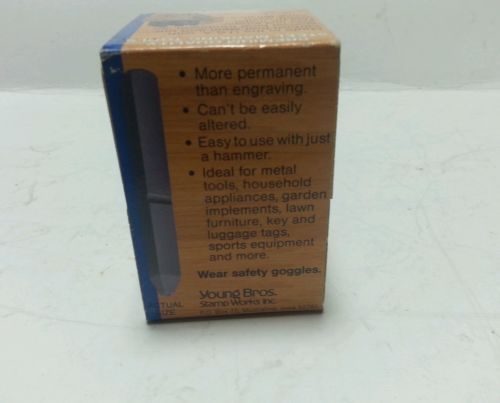 • More permanent
than engraving.
• Can't be easily
altered.
• Easy to use with just
a hammer.
• Ideal for metal
tools, household
appliances, garden
implements, lawn
furniture, key and
luggage tags,
sports equipment
and more.
Wear safety goggles.
Young Bros.
Stamp Works Inc.
P.O. Box
ACTUAL
SIZE